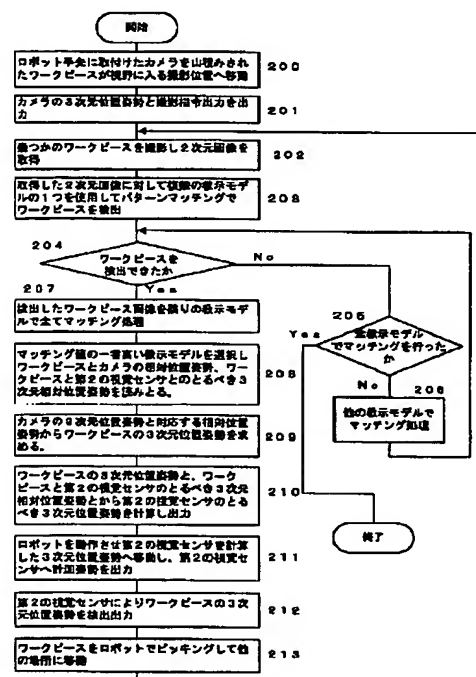 開始
ロボット手先に取付けたカメラを山積みされ
たワークピースが視野に入る撮影位置へ移動
200
カメラの3次元位置姿勢と撮影指令出力を出
力
201
幾つかのワークピースを撮影し2次元画像を
取得
202
取得した2次元画像に対して複数の教示モデ
ルの1つを使用してパターンマッチングで
ワークピースを検出
203
204
ワークピースを
検出できたか
No
Yes
207
検出したワークピース画像を残りの教示モデ
ルで全てマッチング処理
205
全教示モデル
でマッチングを行った
か
Yes
No
206
他の教示モデルで
マッチング処理
マッチング値の一番高い教示モデルを選択し
ワークピースとカメラの相対位置姿勢、ワー
クピースと第2の視覚センサとのとるべき3
次元相対位置姿勢を読みとる。
208
カメラの3次元位置姿勢と対応する相対位置
姿勢からワークピースの3次元位置姿勢を求
める。
209
ワークピースの3次元位置姿勢と、ワーク
ピースと第2の視覚センサのとるべき3次元
相対位置姿勢とから第2の視覚センサのとる
べき3次元位置姿勢を計算し出力
210
終了
ロボットを動作させ第2の視覚センサを計算
した3次元位置姿勢へ移動し、第2の視覚セ
ンサへ計測姿勢を出力
211
第2の視覚センサによりワークピースの3次
元位置姿勢を検出出力
212
ワークピースをロボットでピッキングして他
の場所に移動
213